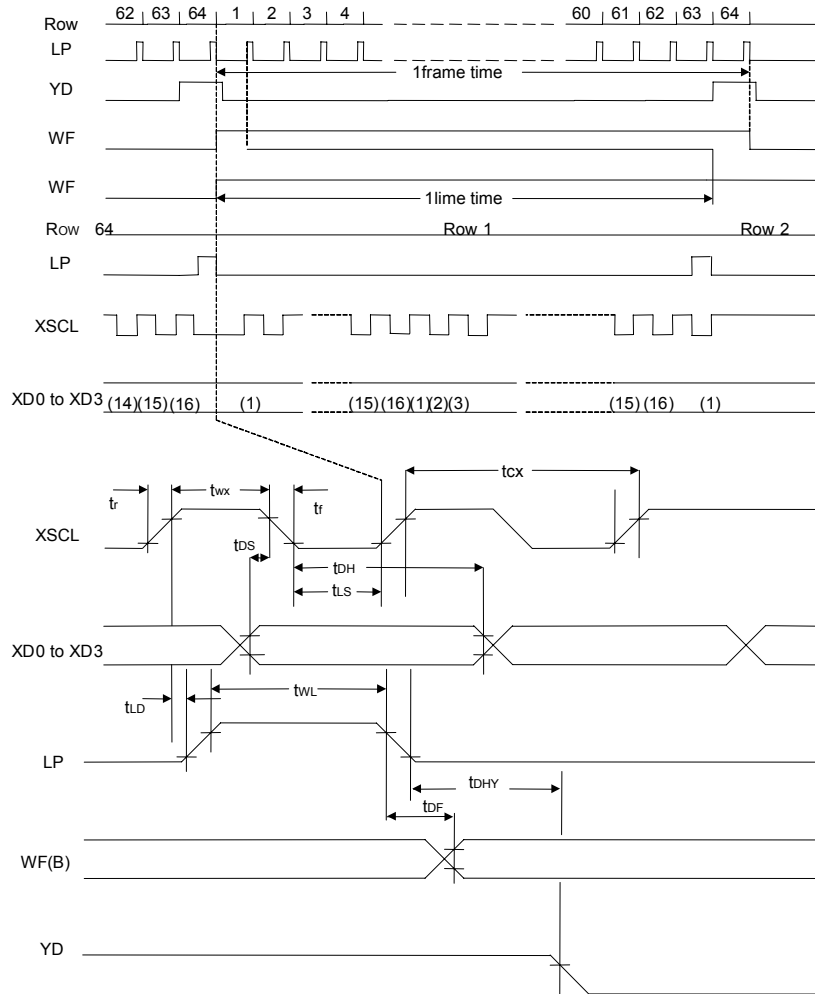 62 63 64 1 2 3 4 60 61 62 63 64
Row
LP
1frame time
YD
WF
WF
1lime time
Row 64 Row 1 Row 2
LP
XSCL
XD0 to XD3
(14)(15)(16) (1) (15)(16)(1)(2)(3) (15)(16) (1)
tcx
tr twx tf
XSCL
tDS
tDH
tLS
XD0 to XD3
tWL
tLD
LP
tDHY
tDF
WF(B)
YD